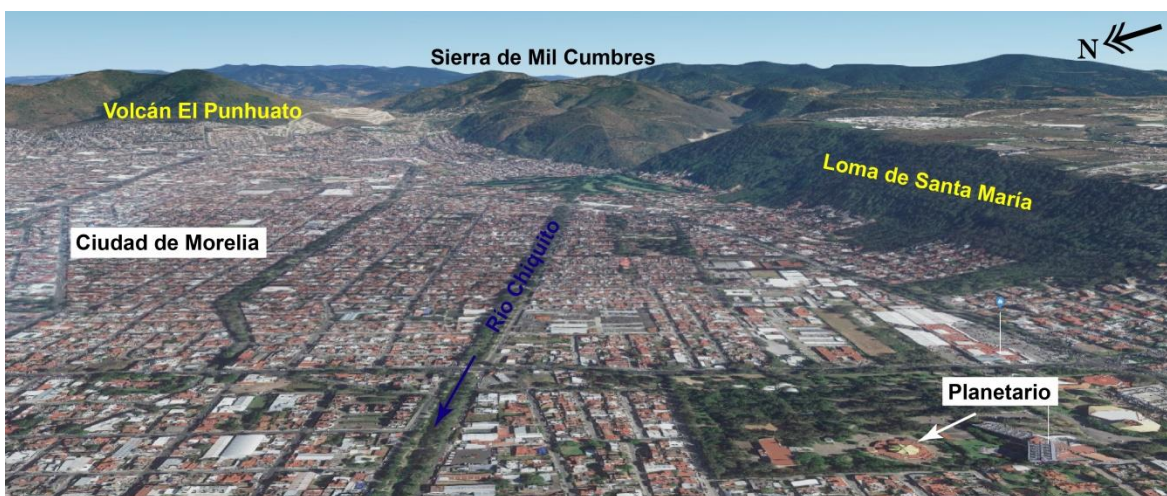 Sierra de Mil Cumbres
N
Volcán El Punhuato
Loma de Santa María
Ciudad de Morelia
Río Chiquito
Planetario